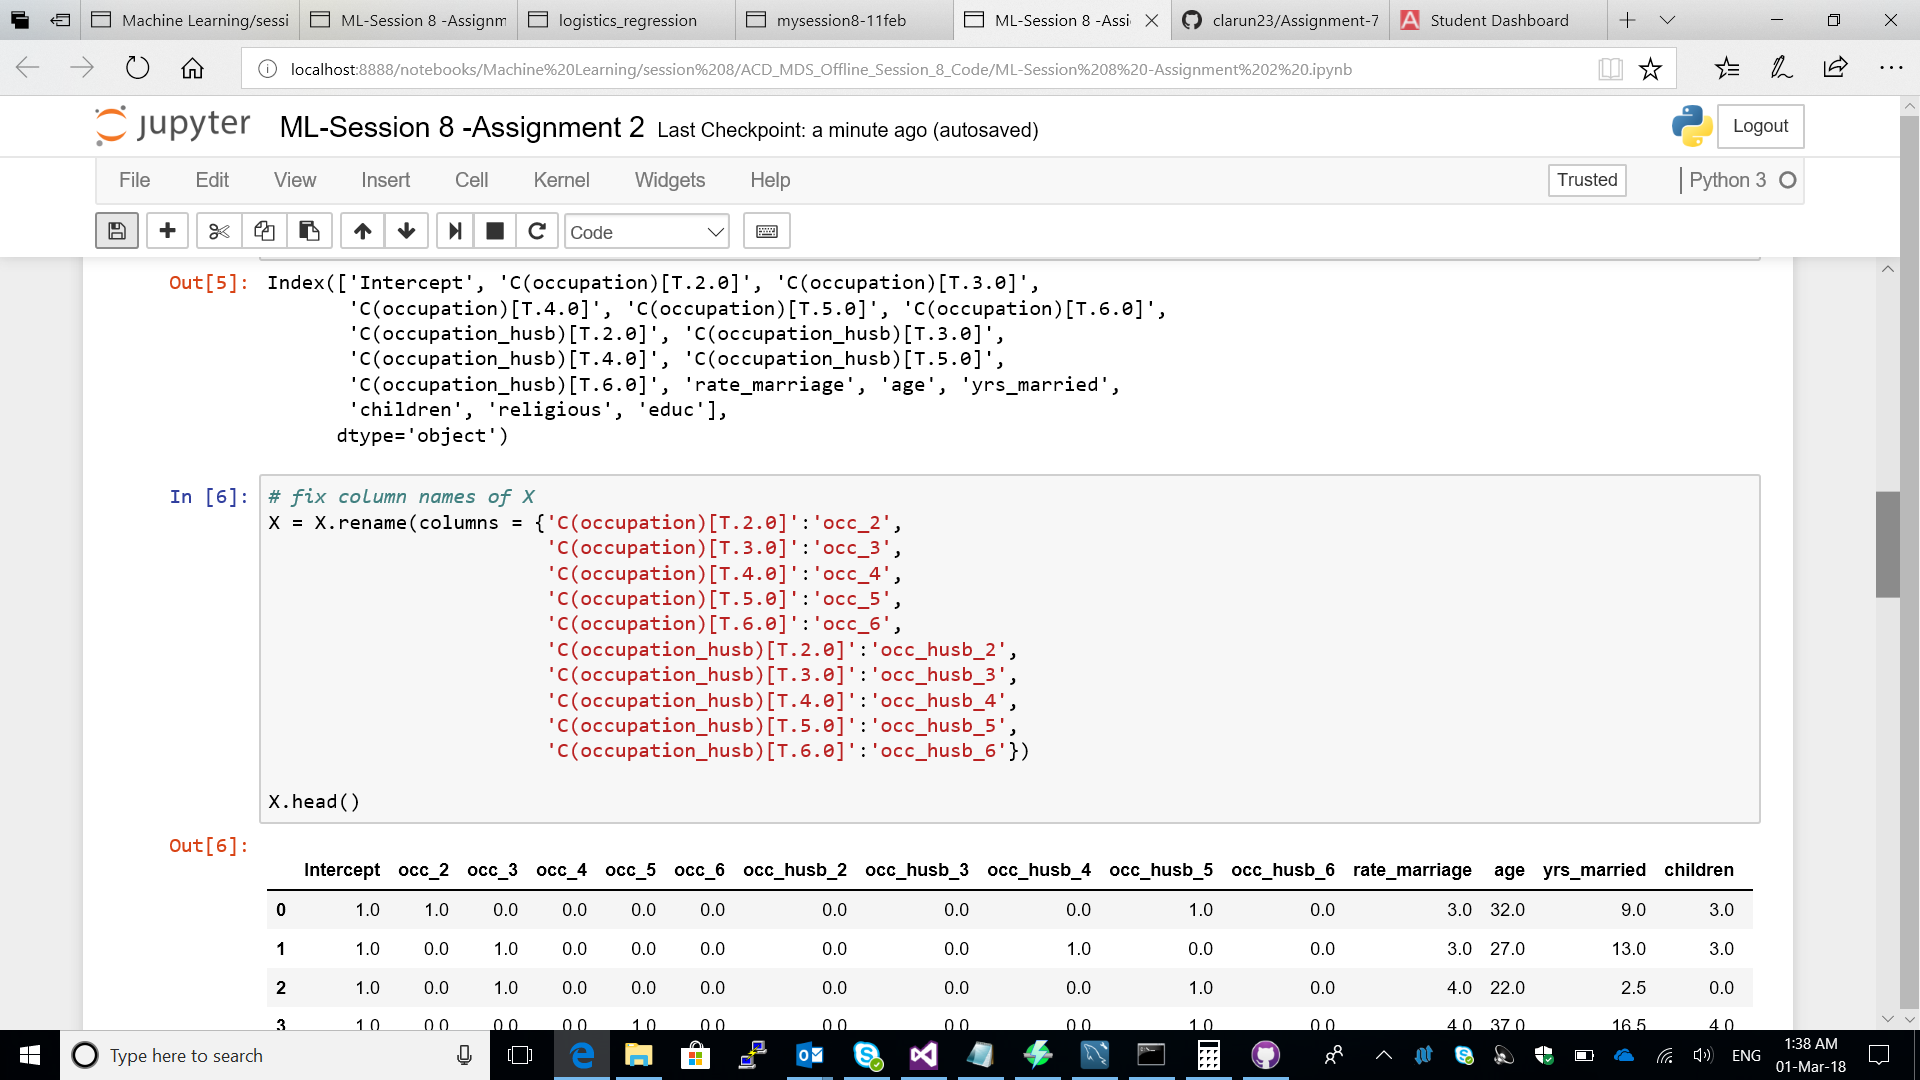 Machine Learning/sessi
ML-Session 8 -Assignm
logistics_regression
mysession8-11feb
ML-Session 8 -Assi
clarun23/Assignment-7
Student Dashboard
localhost:8888/notebooks/Machine%20Learning/session%208/ACD_MDS_Offline_Session_8_Code/ML-Session%208%20-Assignment%202%20.ipynb
jupyter ML-Session 8 -Assignment 2 Last Checkpoint: a minute ago (autosaved)
Logout
File Edit View Insert Cell Kernel Widgets Help Trusted Python 3
Code
Out[5]: Index(['Intercept', 'C(occupation)[T.2.0]', 'C(occupation)[T.3.0]',
'C(occupation)[T.4.0]', 'C(occupation)[T.5.0]', 'C(occupation)[T.6.0]',
'C(occupation_husb)[T.2.0]', 'C(occupation_husb)[T.3.0]',
'C(occupation_husb)[T.4.0]', 'C(occupation_husb)[T.5.0]',
'C(occupation_husb)[T.6.0]', 'rate_marriage', 'age', 'yrs_married',
'children', 'religious', 'educ'],
dtype='object')
In [6]: # fix column names of X
X = X.rename(columns = {'C(occupation)[T.2.0]':'occ_2',
'C(occupation)[T.3.0]':'occ_3',
'C(occupation)[T.4.0]':'occ_4',
'C(occupation)[T.5.0]':'occ_5',
'C(occupation)[T.6.0]':'occ_6',
'C(occupation_husb)[T.2.0]':'occ_husb_2',
'C(occupation_husb)[T.3.0]':'occ_husb_3',
'C(occupation_husb)[T.4.0]':'occ_husb_4',
'C(occupation_husb)[T.5.0]':'occ_husb_5',
'C(occupation_husb)[T.6.0]':'occ_husb_6'})
X.head()
Out[6]:
Intercept occ_2 occ_3 occ_4 occ_5 occ_6 occ_husb_2 occ_husb_3 occ_husb_4 occ_husb_5 occ_husb_6 rate_marriage age yrs_married children
0 1.0 1.0 0.0 0.0 0.0 0.0 0.0 0.0 0.0 1.0 0.0 3.0 32.0 9.0 3.0
1 1.0 0.0 1.0 0.0 0.0 0.0 0.0 0.0 1.0 0.0 0.0 3.0 27.0 13.0 3.0
2 1.0 0.0 1.0 0.0 0.0 0.0 0.0 0.0 0.0 1.0 0.0 4.0 22.0 2.5 0.0
3 1.0 0.0 0.0 0.0 1.0 0.0 0.0 0.0 0.0 1.0 0.0 4.0 37.0 16.5 4.0
Type here to search
ENG
1:38 AM
01-Mar-18